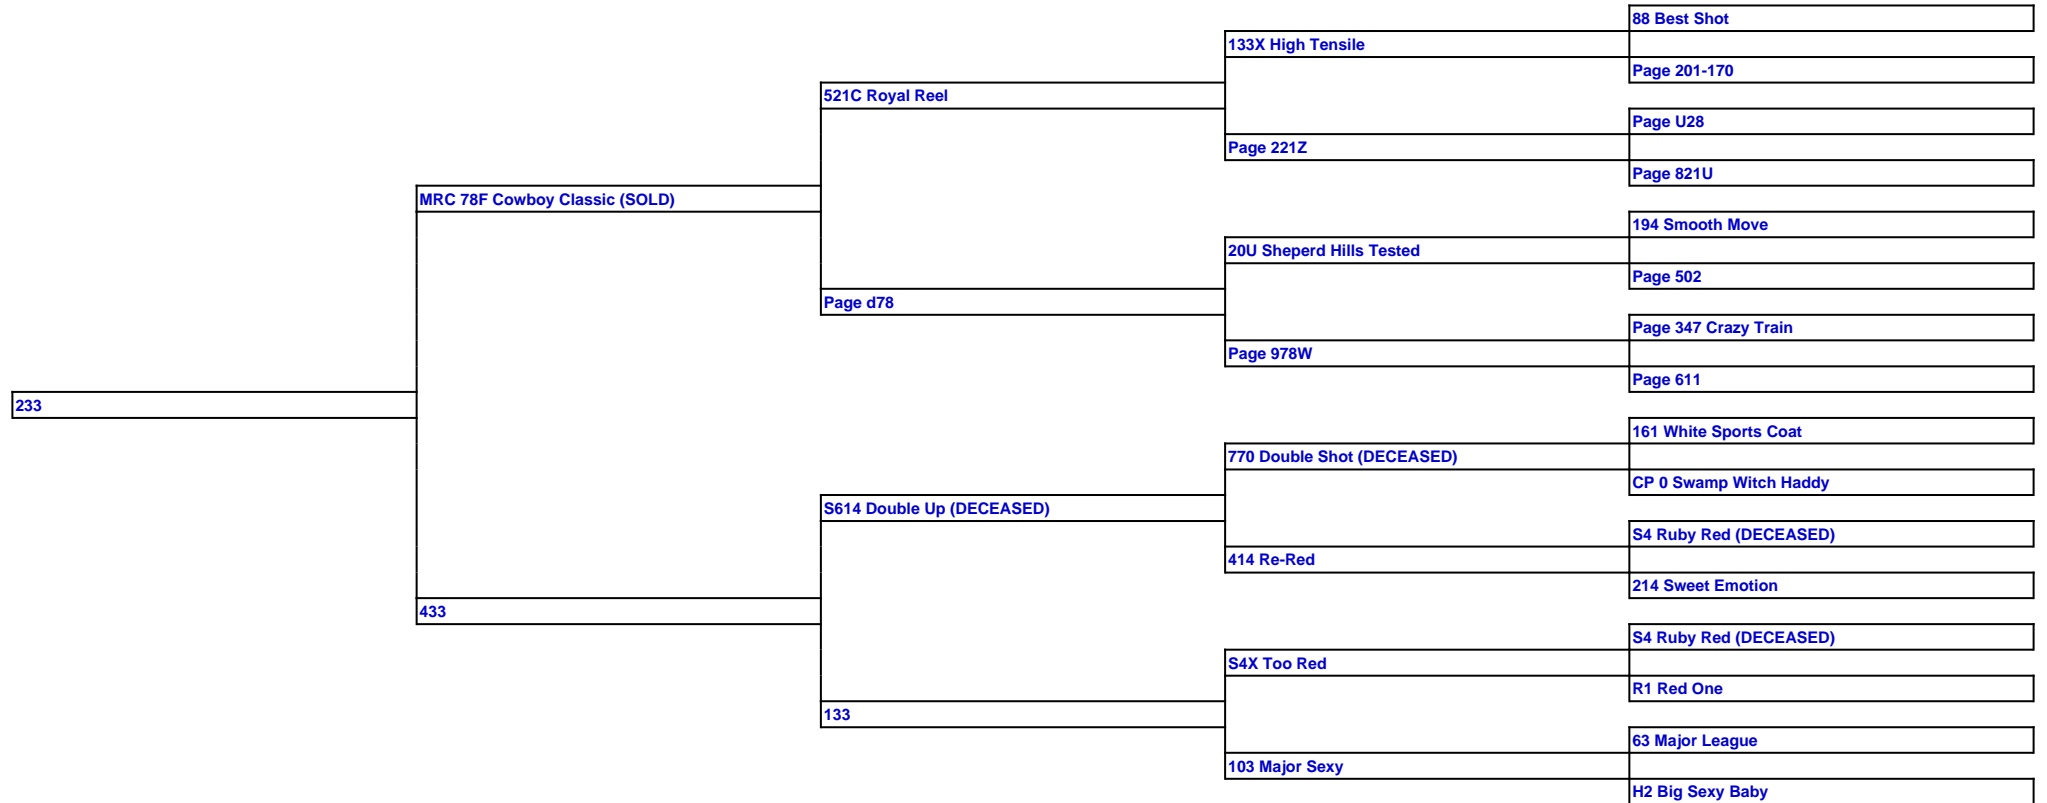 88 Best Shot
133X High Tensile
Page 201-170
521C Royal Reel
Page U28
Page 221Z
Page 821U
MRC 78F Cowboy Classic (SOLD)
194 Smooth Move
20U Sheperd Hills Tested
Page 502
Page d78
Page 347 Crazy Train
Page 978W
Page 611
233
161 White Sports Coat
770 Double Shot (DECEASED)
CP 0 Swamp Witch Haddy
S614 Double Up (DECEASED)
S4 Ruby Red (DECEASED)
414 Re-Red
214 Sweet Emotion
433
S4 Ruby Red (DECEASED)
S4X Too Red
R1 Red One
133
63 Major League
103 Major Sexy
H2 Big Sexy Baby